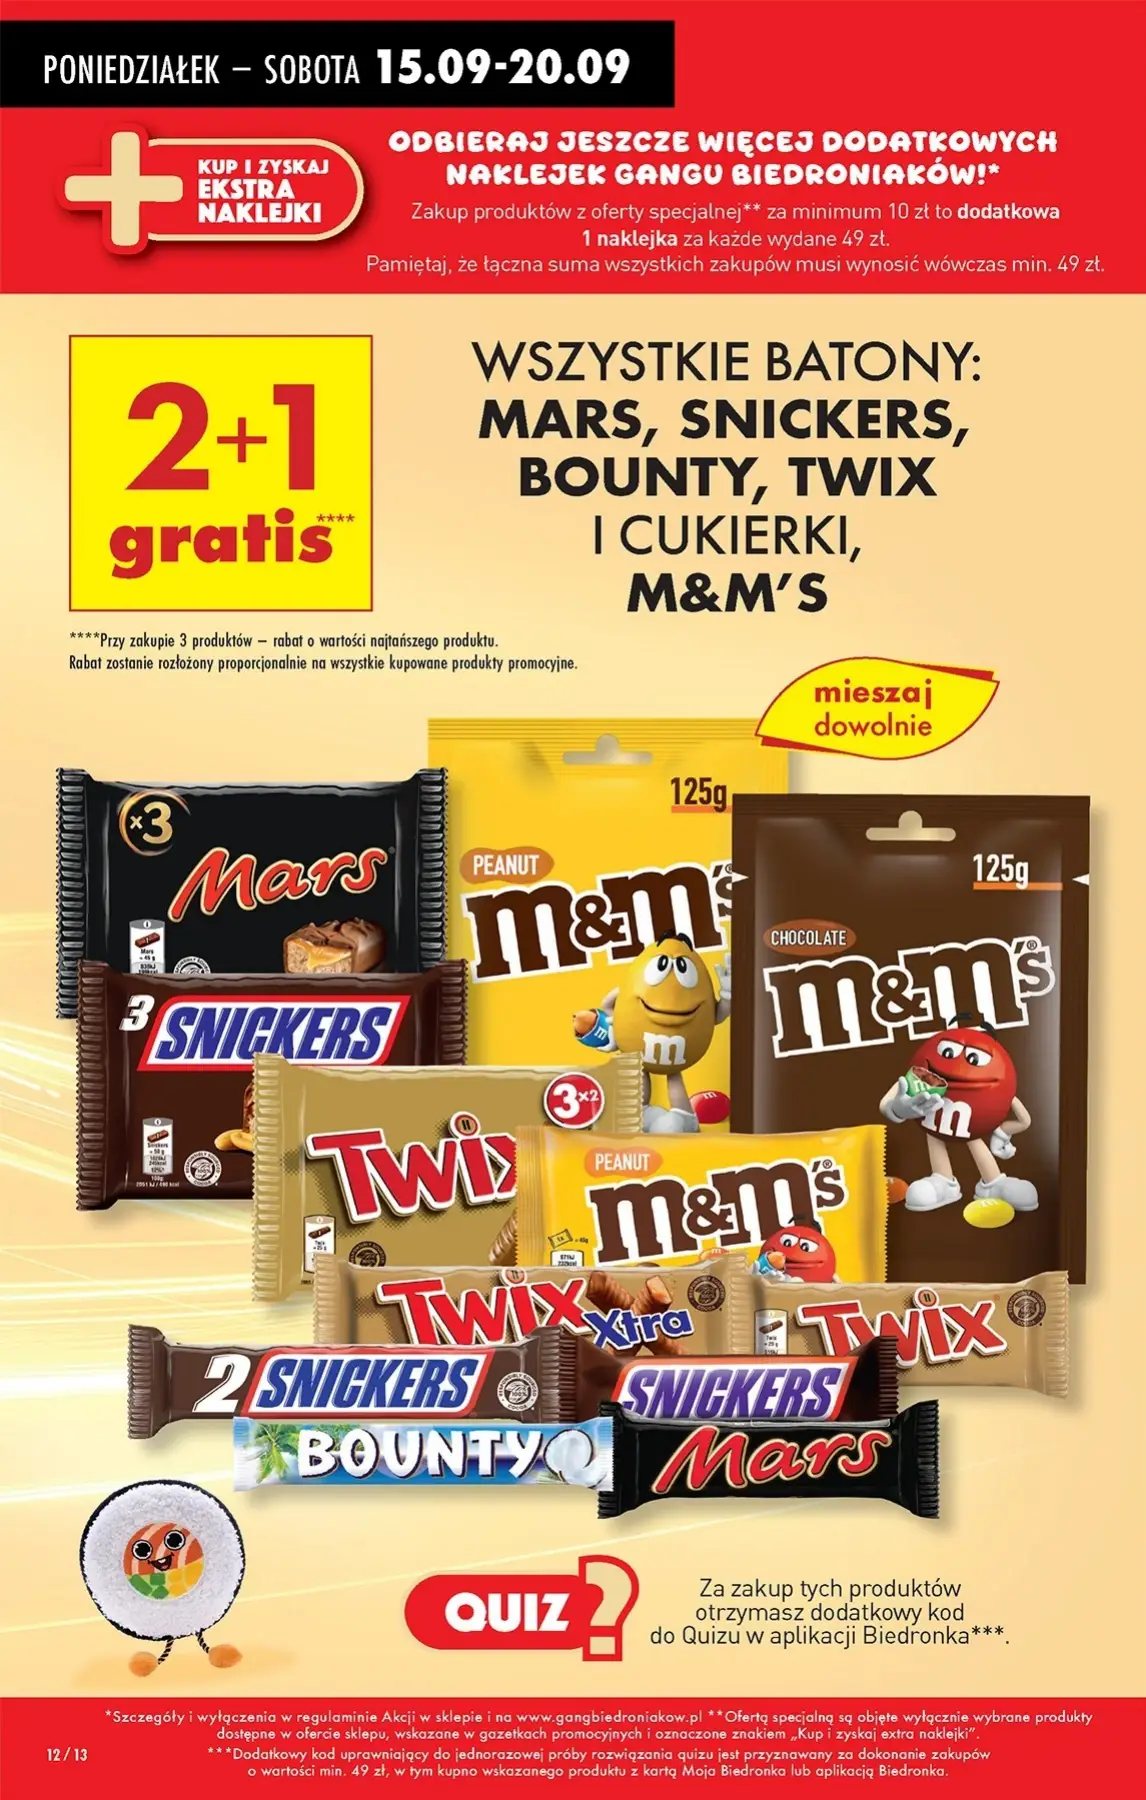 PONIEDZIAŁEK – SOBOTA 15.09-20.09
KUP I ZYSKAJ
EKSTRA
NAKLEJKI
ODBIERAJ JESZCZE WIĘCEJ DODATKOWYCH
NAKLEJEK GANGU BIEDRONIAKÓW!*
Zakup produktów z oferty specjalnej** za minimum 10 zł to dodatkowa
1 naklejka za każde wydane 49 zł.
Pamiętaj, że łączna suma wszystkich zakupów musi wynosić wówczas min. 49 zł.
2+1
gratis****
WSZYSTKIE BATONY:
MARS, SNICKERS,
BOUNTY, TWIX
I CUKIERKI,
M&M'S
****Przy zakupie 3 produktów – rabat o wartości najtańszego produktu.
Rabat zostanie rozłożony proporcjonalnie na wszystkie kupowane produkty promocyjne.
mieszaj
dowolnie
×3
Mars
125g
PEANUT
m&m's
125g
CHOCOLATE
m&m's
3 SNICKERS
3×2
Twix
PEANUT
m&m's
Twix Xtra
Twix
2 SNICKERS
SNICKERS
BOUNTY
Mars
QUIZ?
Za zakup tych produktów
otrzymasz dodatkowy kod
do Quizu w aplikacji Biedronka***.
*Szczegóły i wyłączenia w regulaminie Akcji w sklepie i na www.gangbiedroniakow.pl **Ofertą specjalną są objęte wyłącznie wybrane produkty
dostępne w ofercie sklepu, wskazane w gazetkach promocyjnych i oznaczone znakiem „Kup i zyskaj extra naklejki”.
***Dodatkowy kod uprawniający do jednorazowej próby rozwiązania quizu jest przyznawany za dokonanie zakupów
o wartości min. 49 zł, w tym kupno wskazanego produktu z kartą Moja Biedronka lub aplikacją Biedronka.
12/13